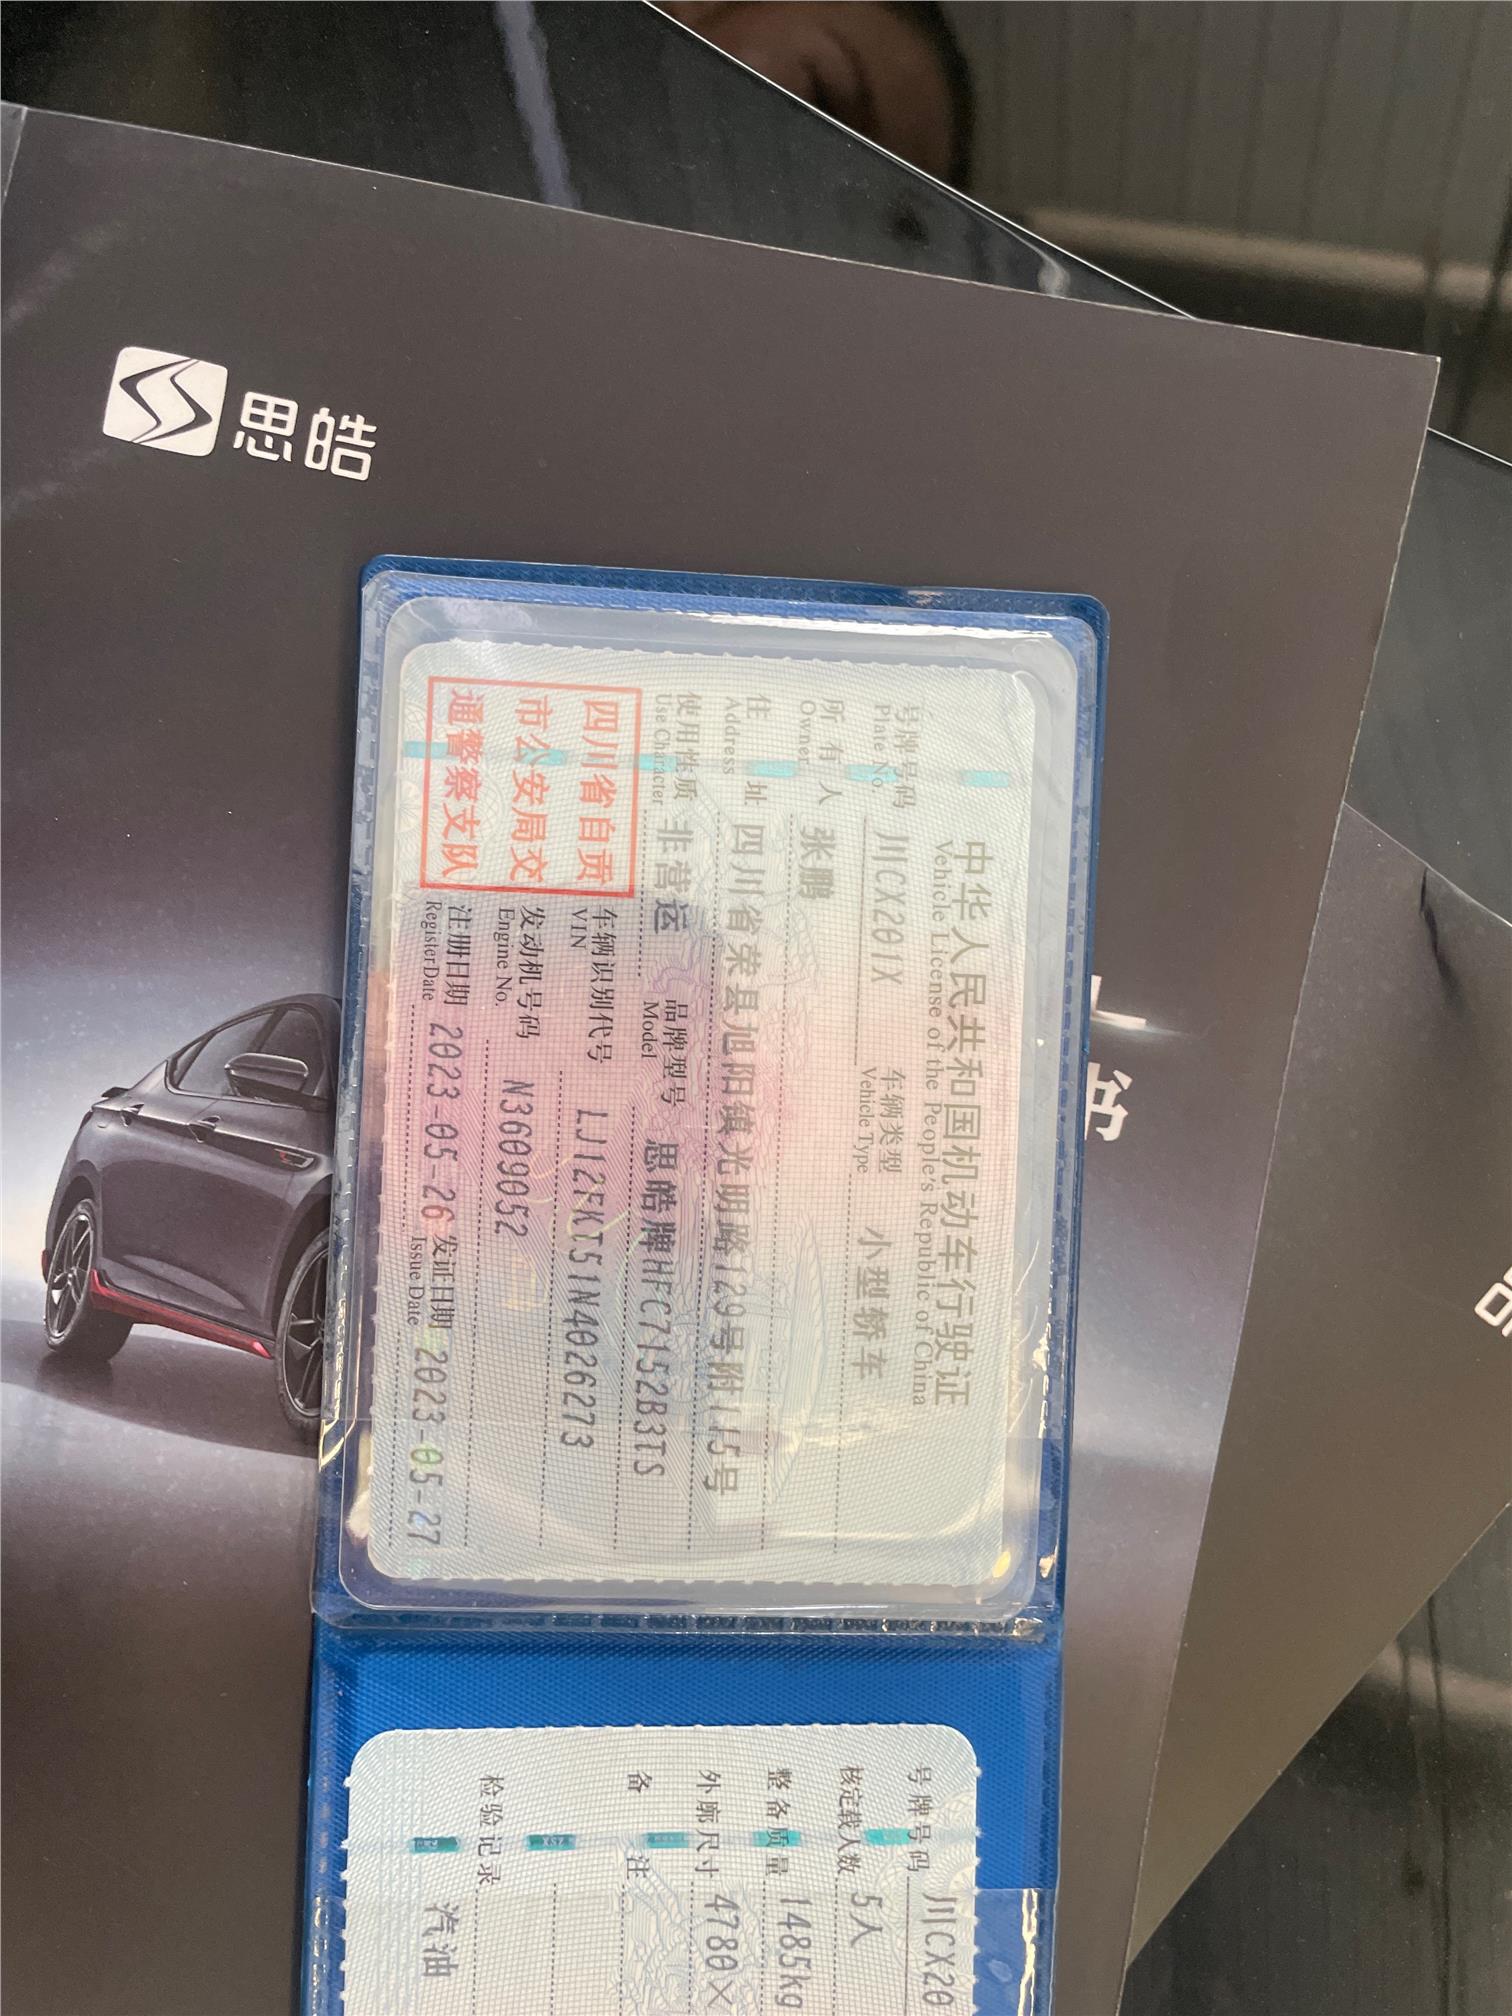 思皓
中华人民共和国机动车行驶证
Vehicle License of the People's Republic of China
号牌号码 川CX201X 车辆类型 小型轿车
Plate No. Vehicle Type
所有人 张鹏
Owner
住址 四川省荣县旭阳镇光明路129号附115号
Address
使用性质 非营运 品牌型号 思皓牌HFC7152B3TS
Use Character Model
四川省自贡
市公安局交
通警察支队
车辆识别代号 LJ12FKT51N4026273
VIN
发动机号码 N3609052
Engine No.
注册日期 2023-05-26 发证日期 2023-05-27
Register Date Issue Date
号牌号码 川CX20
核定载人数 5人
整备质量 1485kg
外廓尺寸 4780×
备注
检验记录
汽油